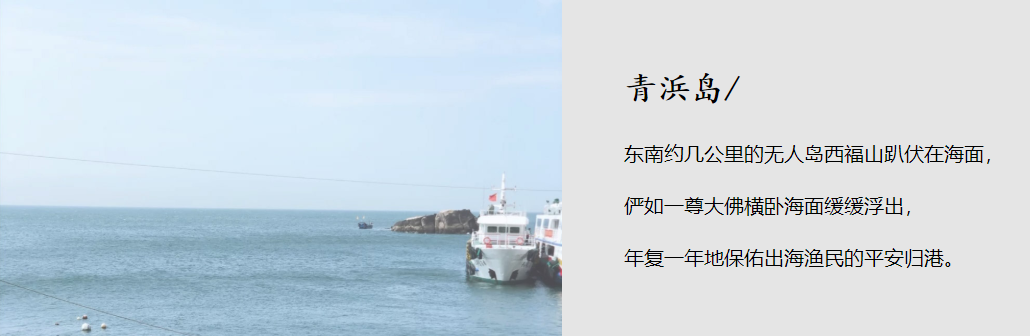 青浜岛/
东南约几公里的无人岛西福山趴伏在海面，
俨如一尊大佛横卧海面缓缓浮出，
年复一年地保佑出海渔民的平安归港。